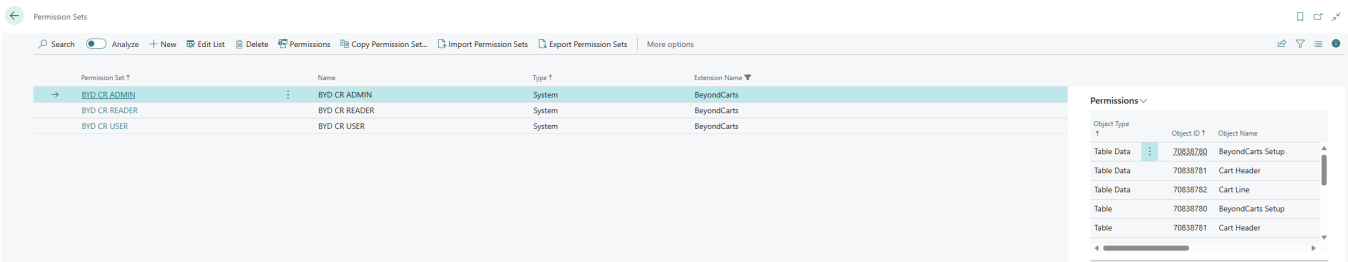 Permission Sets
Search Analyze New Edit List Delete Permissions Copy Permission Set... Import Permission Sets Export Permission Sets More options
Permission Set ↑ Name Type ↑ Extension Name
BYD CR ADMIN BYD CR ADMIN System BeyondCarts
BYD CR READER BYD CR READER System BeyondCarts
BYD CR USER BYD CR USER System BeyondCarts
Permissions
Object Type ↑ Object ID ↑ Object Name
Table Data 70838780 BeyondCarts Setup
Table Data 70838781 Cart Header
Table Data 70838782 Cart Line
Table 70838780 BeyondCarts Setup
Table 70838781 Cart Header